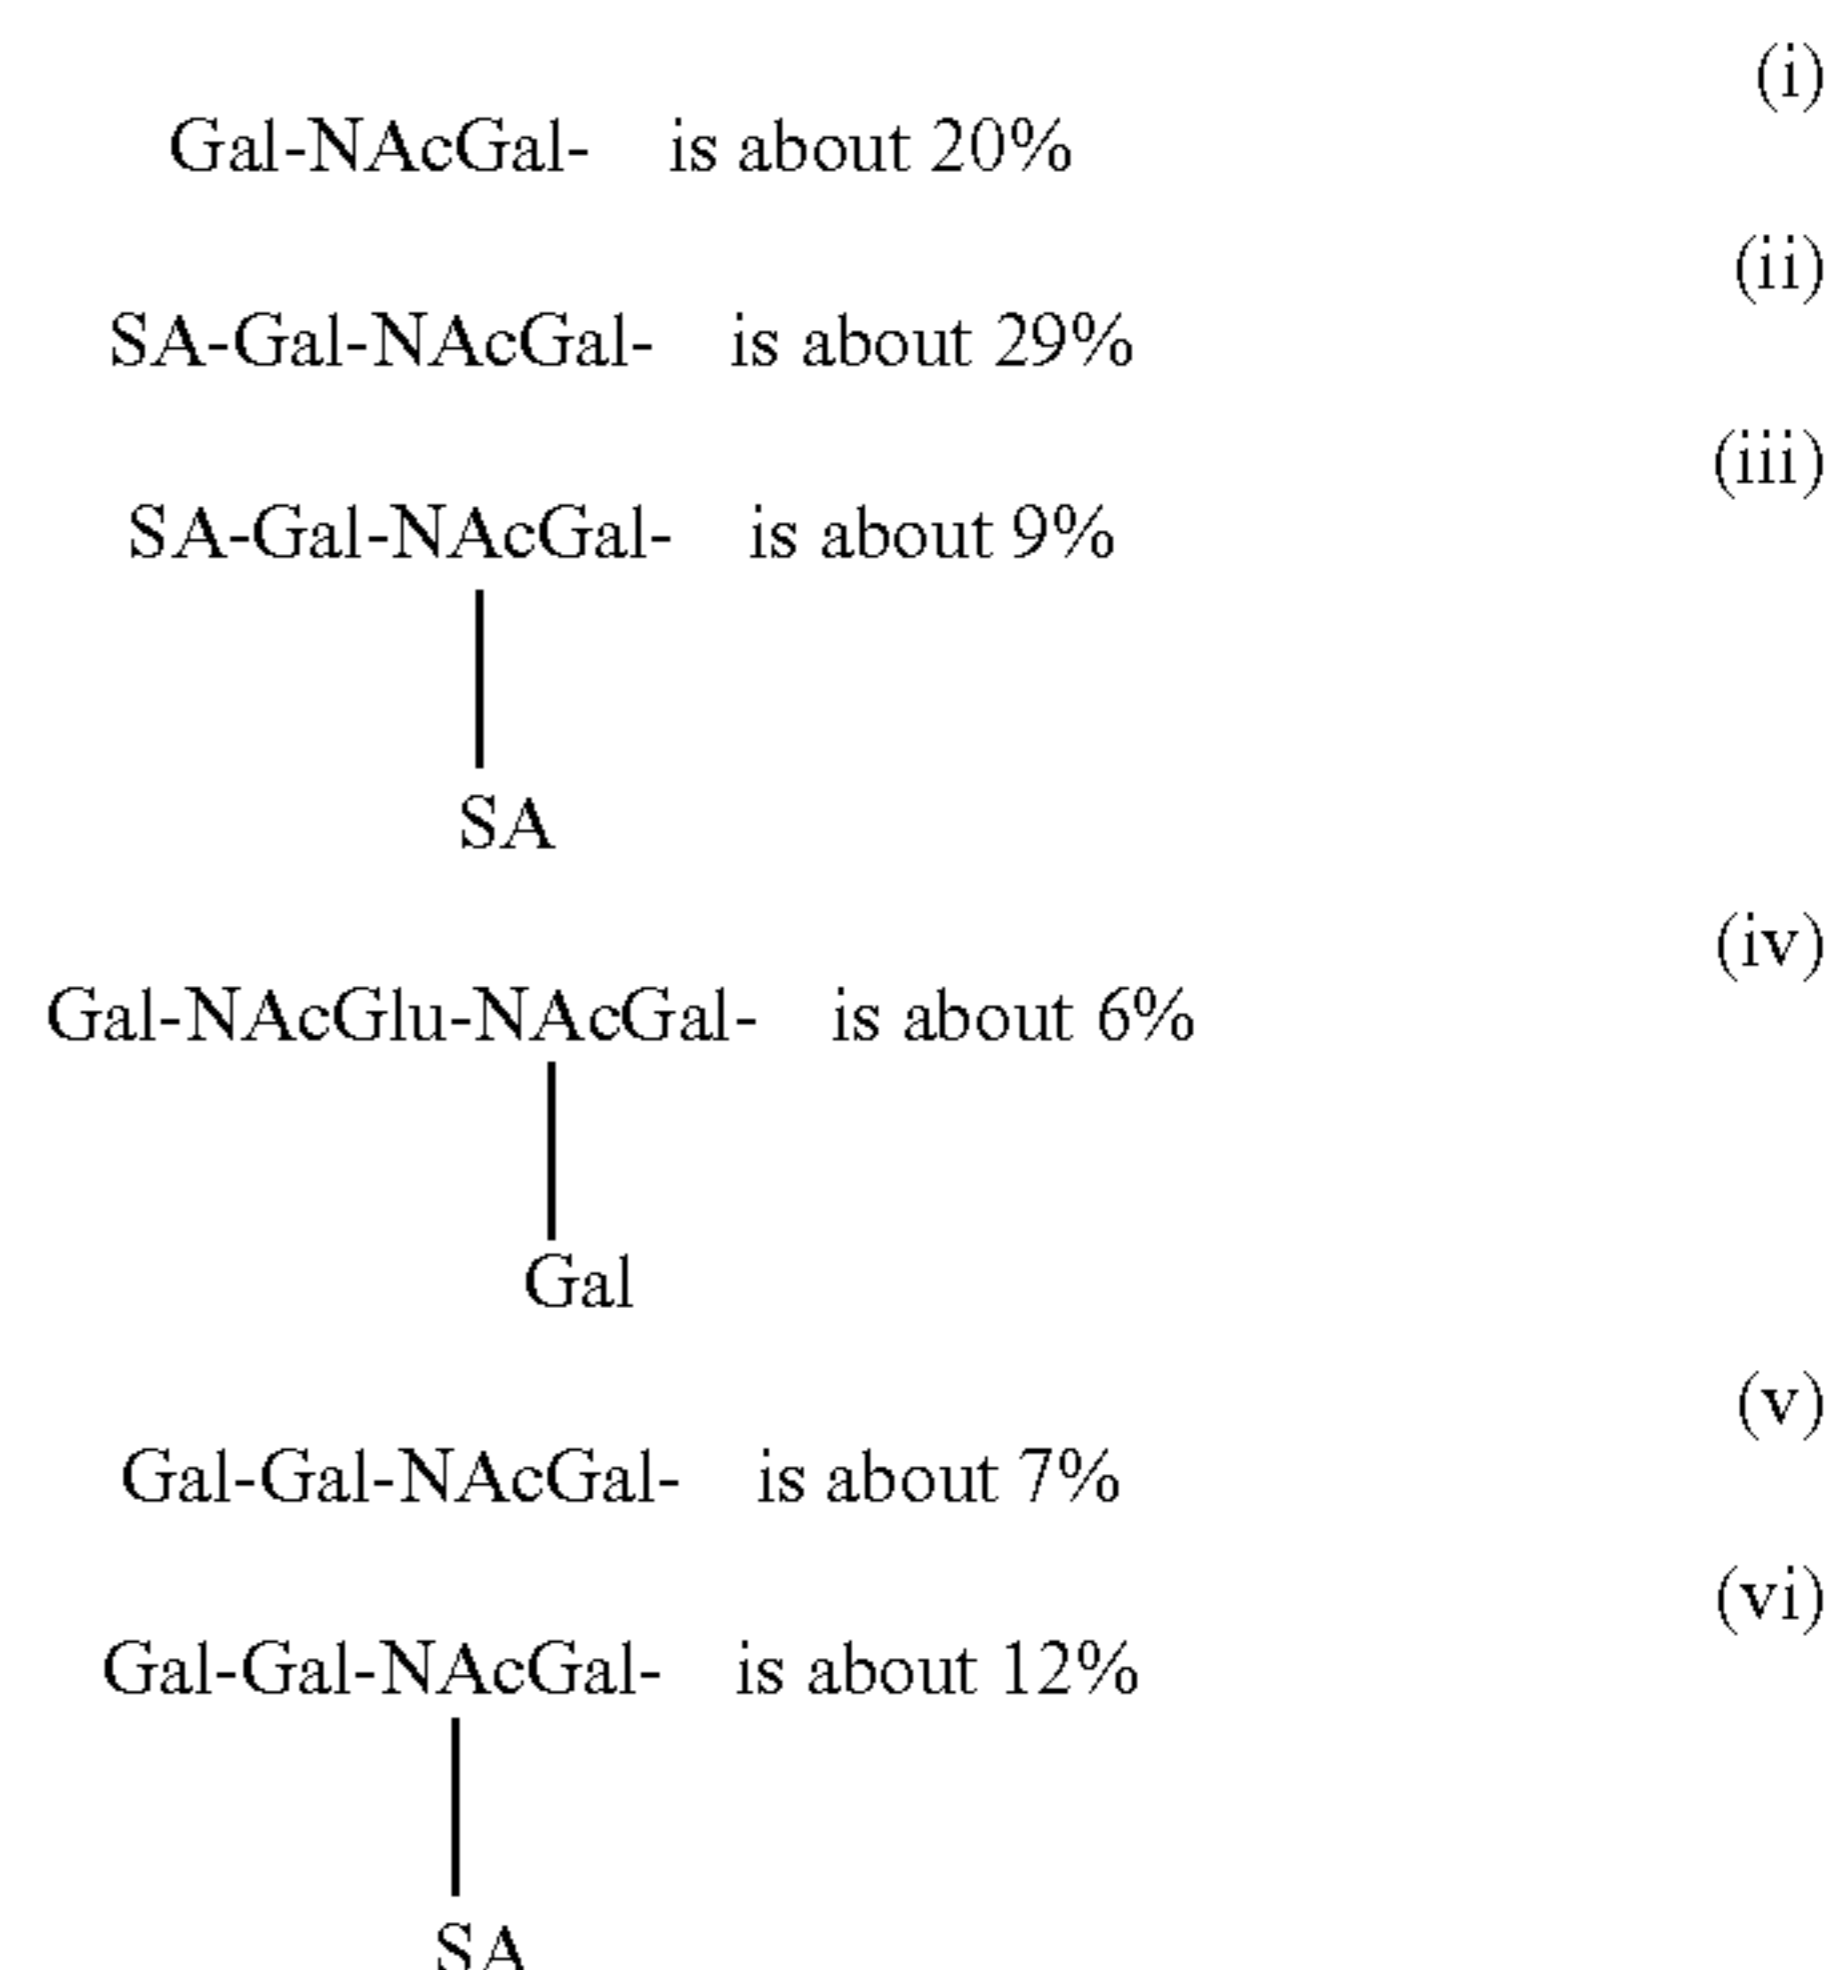 (i)
Gal-NAcGal- is about 20%
(ii)
SA-Gal-NAcGal- is about 29%
(iii)
SA-Gal-NAcGal- is about 9%
SA
(iv)
Gal-NAcGlu-NAcGal- is about 6%
Gal
(v)
Gal-Gal-NAcGal- is about 7%
(vi)
Gal-Gal-NAcGal- is about 12%
SA